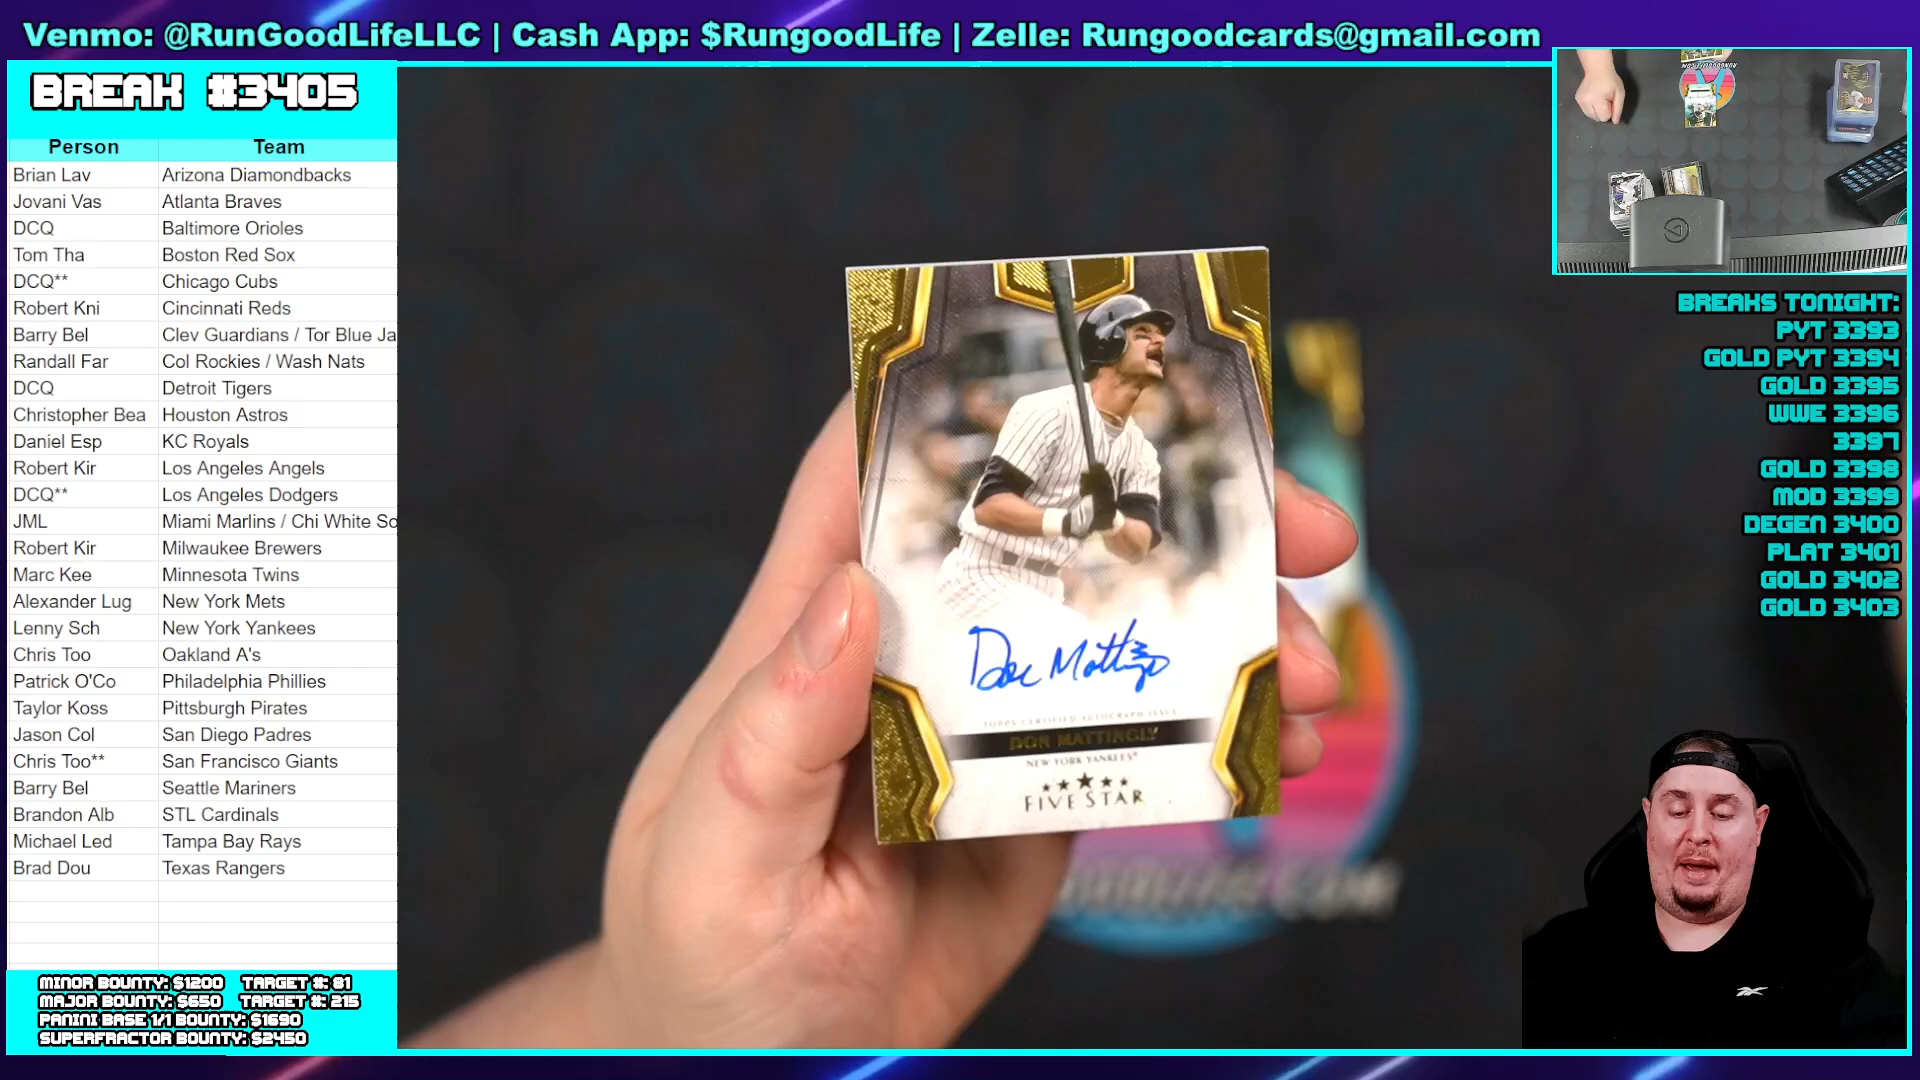 Venmo: @RunGoodLifeLLC | Cash App: $RungoodLife | Zelle: Rungoodcards@gmail.com
BREAK #3405
Person Team
Brian Lav Arizona Diamondbacks
Jovani Vas Atlanta Braves
DCQ Baltimore Orioles
Tom Tha Boston Red Sox
DCQ** Chicago Cubs
Robert Kni Cincinnati Reds
Barry Bel Clev Guardians / Tor Blue Ja
Randall Far Col Rockies / Wash Nats
DCQ Detroit Tigers
Christopher Bea Houston Astros
Daniel Esp KC Royals
Robert Kir Los Angeles Angels
DCQ** Los Angeles Dodgers
JML Miami Marlins / Chi White So
Robert Kir Milwaukee Brewers
Marc Kee Minnesota Twins
Alexander Lug New York Mets
Lenny Sch New York Yankees
Chris Too Oakland A's
Patrick O'Co Philadelphia Phillies
Taylor Koss Pittsburgh Pirates
Jason Col San Diego Padres
Chris Too** San Francisco Giants
Barry Bel Seattle Mariners
Brandon Alb STL Cardinals
Michael Led Tampa Bay Rays
Brad Dou Texas Rangers
MINOR BOUNTY: $1200 TARGET #: 81
MAJOR BOUNTY: $650 TARGET #: 215
PANINI BASE 1/1 BOUNTY: $1690
SUPERFRACTOR BOUNTY: $2450
Don Mattingly
TOPPS CERTIFIED AUTOGRAPH ISSUE
DON MATTINGLY
NEW YORK YANKEES
FIVE STAR
BREAKS TONIGHT:
PYT 3393
GOLD PYT 3394
GOLD 3395
WWE 3396
3397
GOLD 3398
MOD 3399
DEGEN 3400
PLAT 3401
GOLD 3402
GOLD 3403